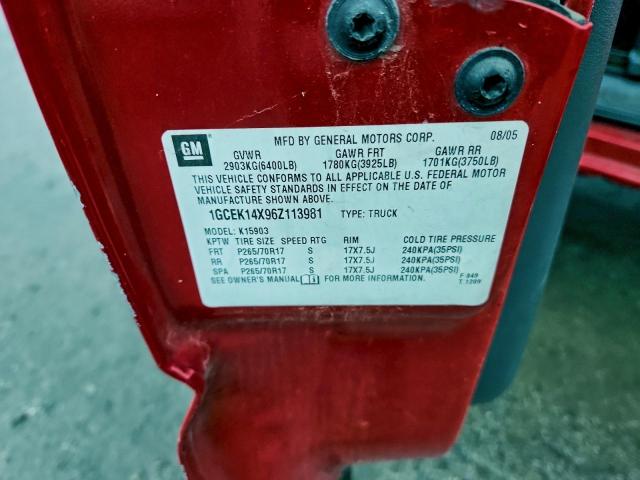 MFD BY GENERAL MOTORS CORP. 08/05
GM
GVWR GAWR FRT GAWR RR
2903KG(6400LB) 1780KG(3925LB) 1701KG(3750LB)
THIS VEHICLE CONFORMS TO ALL APPLICABLE U.S. FEDERAL MOTOR
VEHICLE SAFETY STANDARDS IN EFFECT ON THE DATE OF
MANUFACTURE SHOWN ABOVE.
1GCEK14X96Z113981 TYPE: TRUCK
MODEL: K15903
KPTW TIRE SIZE SPEED RTG RIM COLD TIRE PRESSURE
FRT P265/70R17 S 17X7.5J 240KPA(35PSI)
RR P265/70R17 S 17X7.5J 240KPA(35PSI)
SPA P265/70R17 S 17X7.5J 240KPA(35PSI)
SEE OWNER'S MANUAL FOR MORE INFORMATION.
F:949
T:1209